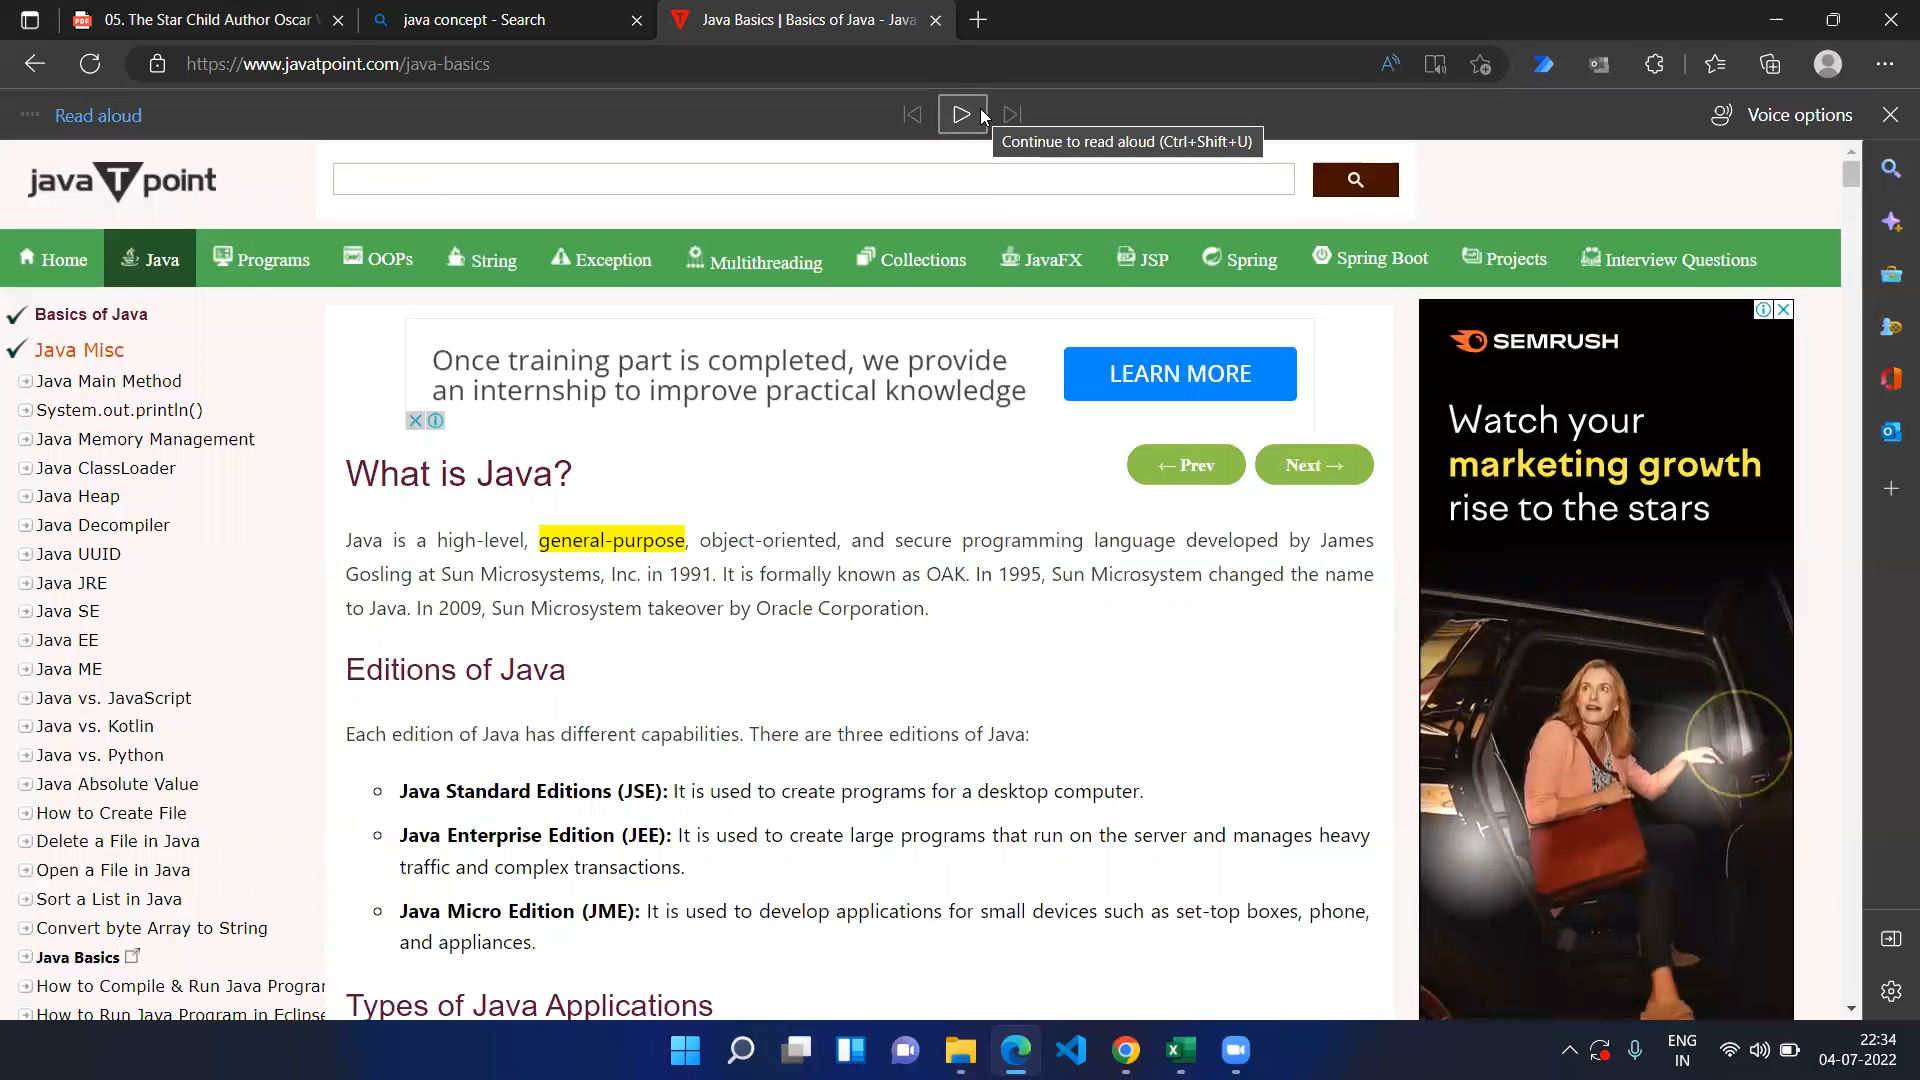 05. The Star Child Author Oscar
java concept - Search
Java Basics | Basics of Java - Java
https://www.javatpoint.com/java-basics
Read aloud
Voice options
Continue to read aloud (Ctrl+Shift+U)
java T point
Home
Java
Programs
OOPs
String
Exception
Multithreading
Collections
JavaFX
JSP
Spring
Spring Boot
Projects
Interview Questions
Basics of Java
Java Misc
Java Main Method
System.out.println()
Java Memory Management
Java ClassLoader
Java Heap
Java Decompiler
Java UUID
Java JRE
Java SE
Java EE
Java ME
Java vs. JavaScript
Java vs. Kotlin
Java vs. Python
Java Absolute Value
How to Create File
Delete a File in Java
Open a File in Java
Sort a List in Java
Convert byte Array to String
Java Basics
How to Compile & Run Java Program
How to Run Java Program in Eclipse
Once training part is completed, we provide
an internship to improve practical knowledge
LEARN MORE
What is Java?
← Prev
Next →
Java is a high-level, general-purpose, object-oriented, and secure programming language developed by James
Gosling at Sun Microsystems, Inc. in 1991. It is formally known as OAK. In 1995, Sun Microsystem changed the name
to Java. In 2009, Sun Microsystem takeover by Oracle Corporation.
Editions of Java
Each edition of Java has different capabilities. There are three editions of Java:
Java Standard Editions (JSE): It is used to create programs for a desktop computer.
Java Enterprise Edition (JEE): It is used to create large programs that run on the server and manages heavy
traffic and complex transactions.
Java Micro Edition (JME): It is used to develop applications for small devices such as set-top boxes, phone,
and appliances.
Types of Java Applications
SEMRUSH
Watch your
marketing growth
rise to the stars
ENG
IN
22:34
04-07-2022